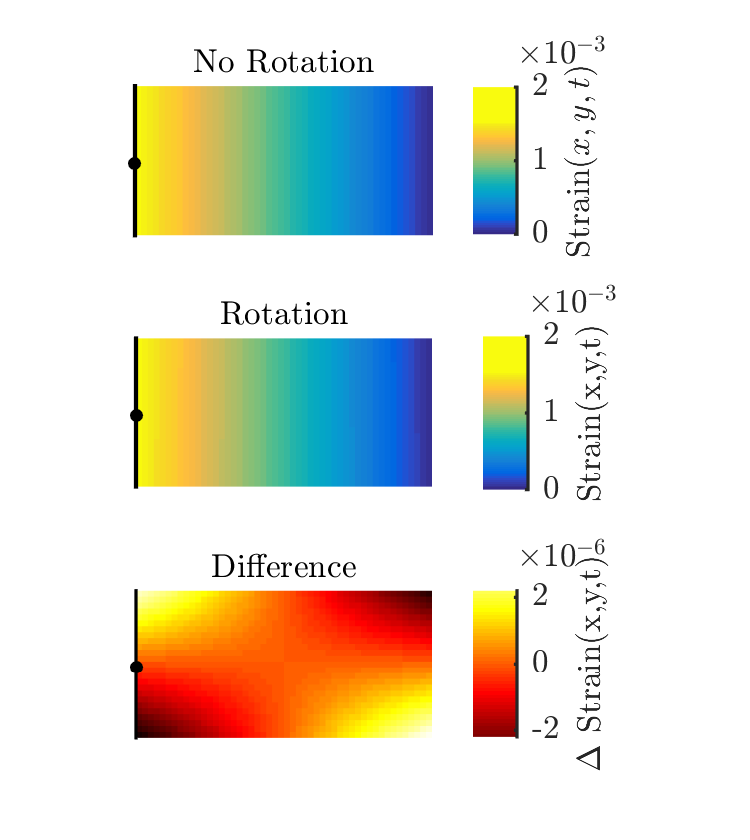 No Rotation
×10⁻³
2
1
0
Strain(x, y, t)
Rotation
×10⁻³
2
1
0
Strain(x,y,t)
Difference
×10⁻⁶
2
0
-2
Δ Strain(x,y,t)